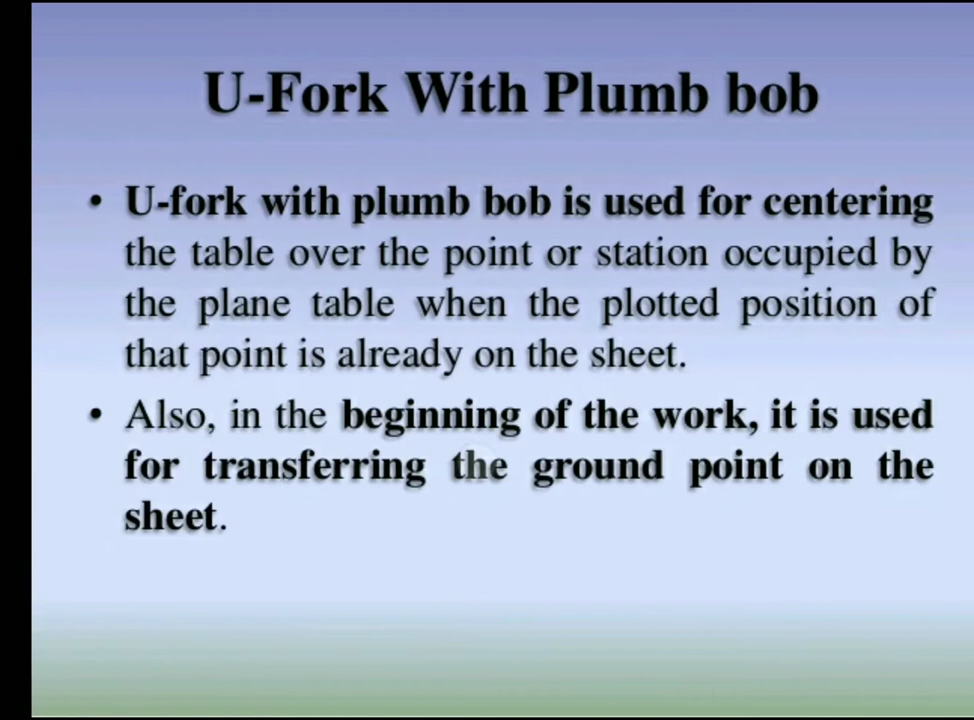 U-Fork With Plumb bob
• U-fork with plumb bob is used for centering
the table over the point or station occupied by
the plane table when the plotted position of
that point is already on the sheet.
• Also, in the beginning of the work, it is used
for transferring the ground point on the
sheet.